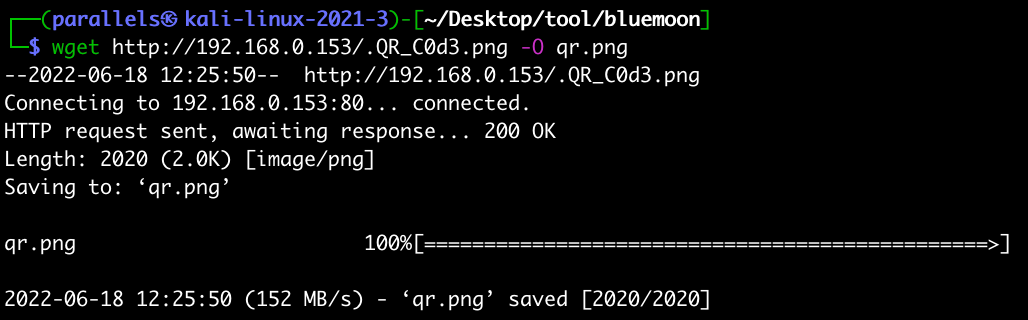 ┌──(parallels㉿kali-linux-2021-3)-[~/Desktop/tool/bluemoon]
└─$ wget http://192.168.0.153/.QR_C0d3.png -O qr.png
--2022-06-18 12:25:50--  http://192.168.0.153/.QR_C0d3.png
Connecting to 192.168.0.153:80... connected.
HTTP request sent, awaiting response... 200 OK
Length: 2020 (2.0K) [image/png]
Saving to: ‘qr.png’
qr.png                        100%[===============================================>]
2022-06-18 12:25:50 (152 MB/s) - ‘qr.png’ saved [2020/2020]